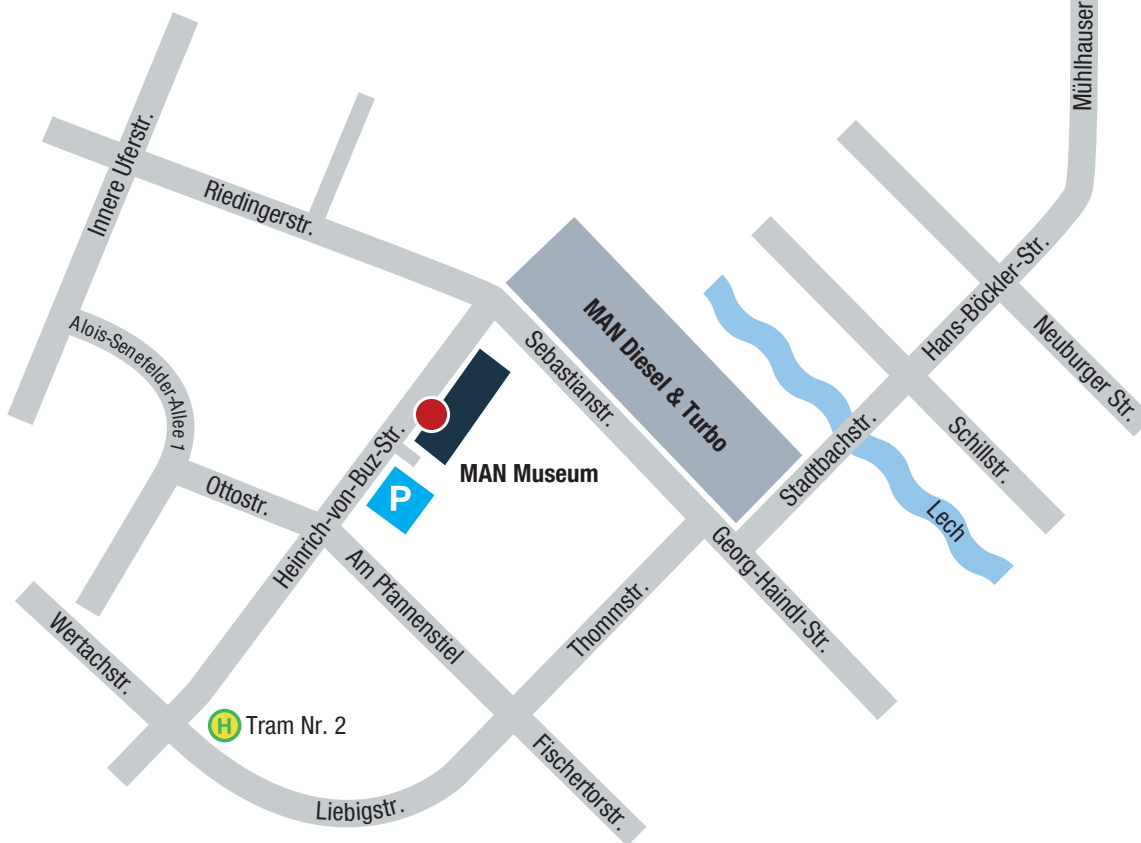 Mühlhauser
Innere Uferstr.
Riedingerstr.
Hans-Böckler-Str.
Neuburger Str.
Alois-Senefelder-Allee 1
Sebastianstr.
MAN Diesel & Turbo
Schillstr.
Stadtbachstr.
Heinrich-von-Buz-Str.
MAN Museum
P
Ottostr.
Lech
Georg-Haindl-Str.
Am Pfannenstiel
Thommstr.
Wertachstr.
H Tram Nr. 2
Fischertorstr.
Liebigstr.